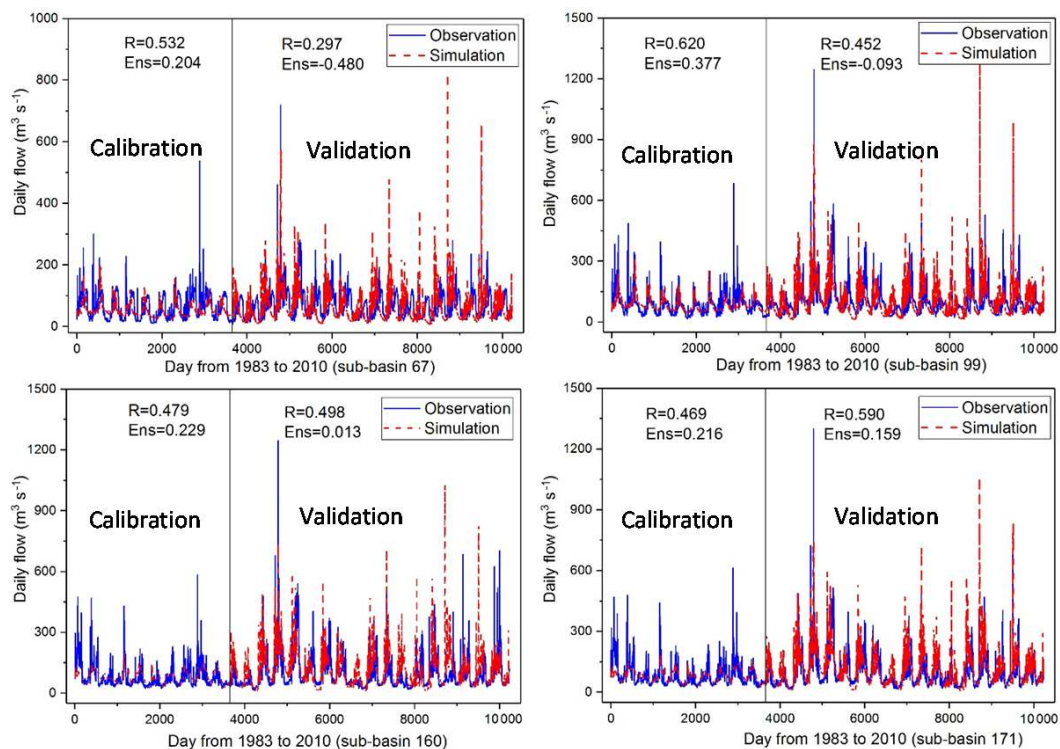 1000
800
600
400
200
0
Daily flow (m³ s⁻¹)
R=0.532
Ens=0.204
R=0.297
Ens=-0.480
Observation
Simulation
Calibration
Validation
0 2000 4000 6000 8000 10000
Day from 1983 to 2010 (sub-basin 67)
1500
1200
900
600
300
0
Daily flow (m³ s⁻¹)
R=0.620
Ens=0.377
R=0.452
Ens=-0.093
Observation
Simulation
Calibration
Validation
0 2000 4000 6000 8000 10000
Day from 1983 to 2010 (sub-basin 99)
1500
1200
900
600
300
0
Daily flow (m³ s⁻¹)
R=0.479
Ens=0.229
R=0.498
Ens=0.013
Observation
Simulation
Calibration
Validation
0 2000 4000 6000 8000 10000
Day from 1983 to 2010 (sub-basin 160)
1500
1200
900
600
300
0
Daily flow (m³ s⁻¹)
R=0.469
Ens=0.216
R=0.590
Ens=0.159
Observation
Simulation
Calibration
Validation
0 2000 4000 6000 8000 10000
Day from 1983 to 2010 (sub-basin 171)